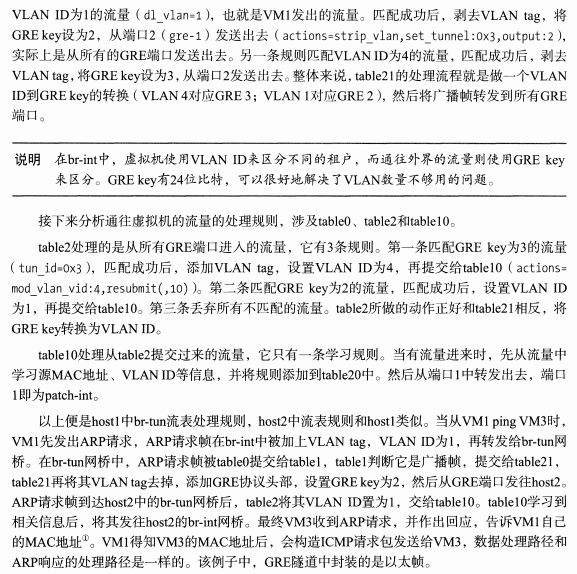 VLAN ID为1的流量（dl_vlan=1），也就是VM1发出的流量。匹配成功后，剥去VLAN tag，将
GRE key设为2，从端口2（gre-1）发送出去（actions=strip_vlan,set_tunnel:0x3,output:2），
实际上是从所有的GRE端口发送出去。另一条规则匹配VLAN ID为4的流量，匹配成功后，剥去
VLAN tag，将GRE key设为3，从端口2发送出去。整体来说，table21的处理流程就是做一个VLAN
ID到GRE key的转换（VLAN 4对应GRE 3；VLAN 1对应GRE 2），然后将广播帧转发到所有GRE
端口。
说明 在br-int中，虚拟机使用VLAN ID来区分不同的租户，而通往外界的流量则使用GRE key
来区分。GRE key有24位比特，可以很好地解决了VLAN数量不够用的问题。
接下来分析通往虚拟机的流量的处理规则，涉及table0、table2和table10。
table2处理的是从所有GRE端口进入的流量，它有3条规则。第一条匹配GRE key为3的流量
（tun_id=0x3），匹配成功后，添加VLAN tag，设置VLAN ID为4，再提交给table10（actions=
mod_vlan_vid:4,resubmit(,10)）。第二条匹配GRE key为2的流量，匹配成功后，设置VLAN ID
为1，再提交给table10。第三条丢弃所有不匹配的流量。table2所做的动作正好和table21相反，将
GRE key转换为VLAN ID。
table10处理从table2提交过来的流量，它只有一条学习规则。当有流量进来时，先从流量中
学习源MAC地址、VLAN ID等信息，并将规则添加到table20中。然后从端口1中转发出去，端口
1即为patch-int。
以上便是host1中br-tun流表处理规则，host2中流表规则和host1类似。当从VM1 ping VM3时，
VM1先发出ARP请求，ARP请求帧在br-int中被加上VLAN tag，VLAN ID为1，再转发给br-tun网
桥。在br-tun网桥中，ARP请求帧被table0提交给table1，table1判断它是广播帧，提交给table21，
table21再将其VLAN tag去掉，添加GRE协议头部，设置GRE key为2，然后从GRE端口发往host2。
ARP请求帧到达host2中的br-tun网桥后，table2将其VLAN ID置为1，交给table10。table10学习到
相关信息后，将其发往host2的br-int网桥。最终VM3收到ARP请求，并作出回应，告诉VM1自己
的MAC地址①。VM1得知VM3的MAC地址后，会构造ICMP请求包发送给VM3，数据处理路径和
ARP响应的处理路径是一样的。该例子中，GRE隧道中封装的是以太帧。